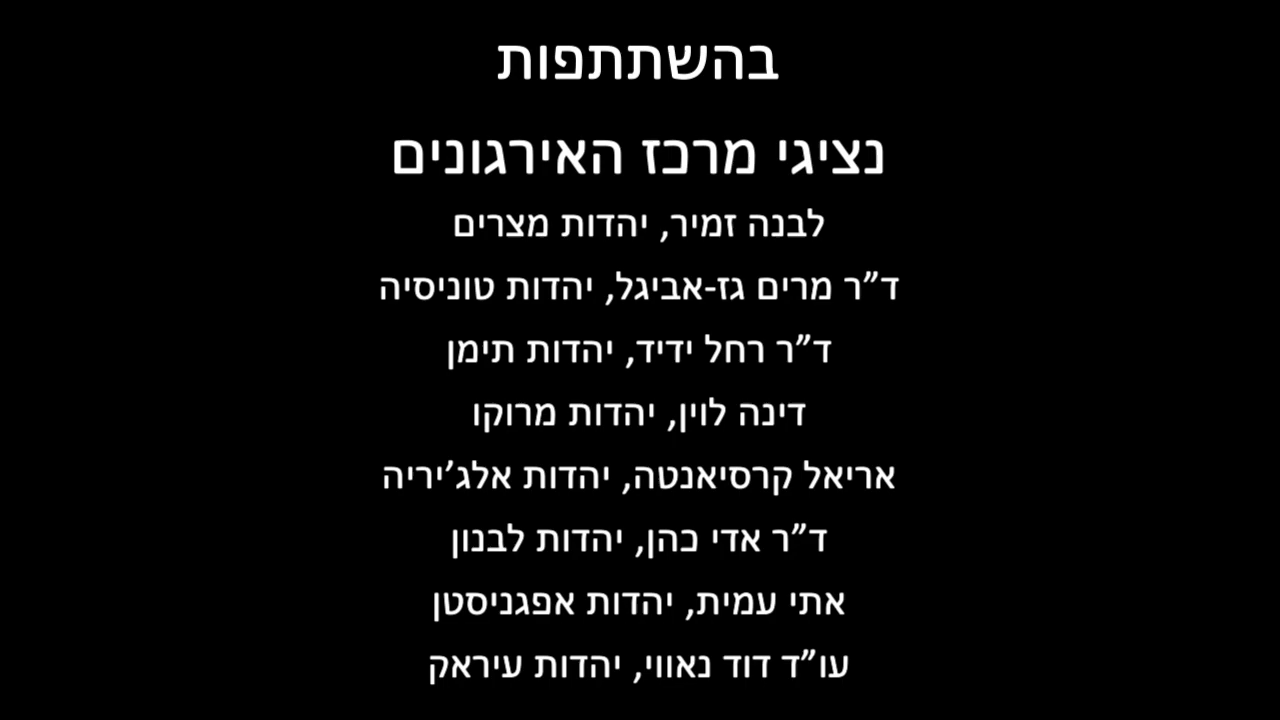 בהשתתפות
נציגי מרכז האירגונים
לבנה זמיר, יהדות מצרים
ד”ר מרים גז-אביגל, יהדות טוניסיה
ד”ר רחל ידיד, יהדות תימן
דינה לוין, יהדות מרוקו
אריאל קרסיאנטה, יהדות אלג’יריה
ד”ר אדי כהן, יהדות לבנון
אתי עמית, יהדות אפגניסטן
עו”ד דוד נאווי, יהדות עיראק